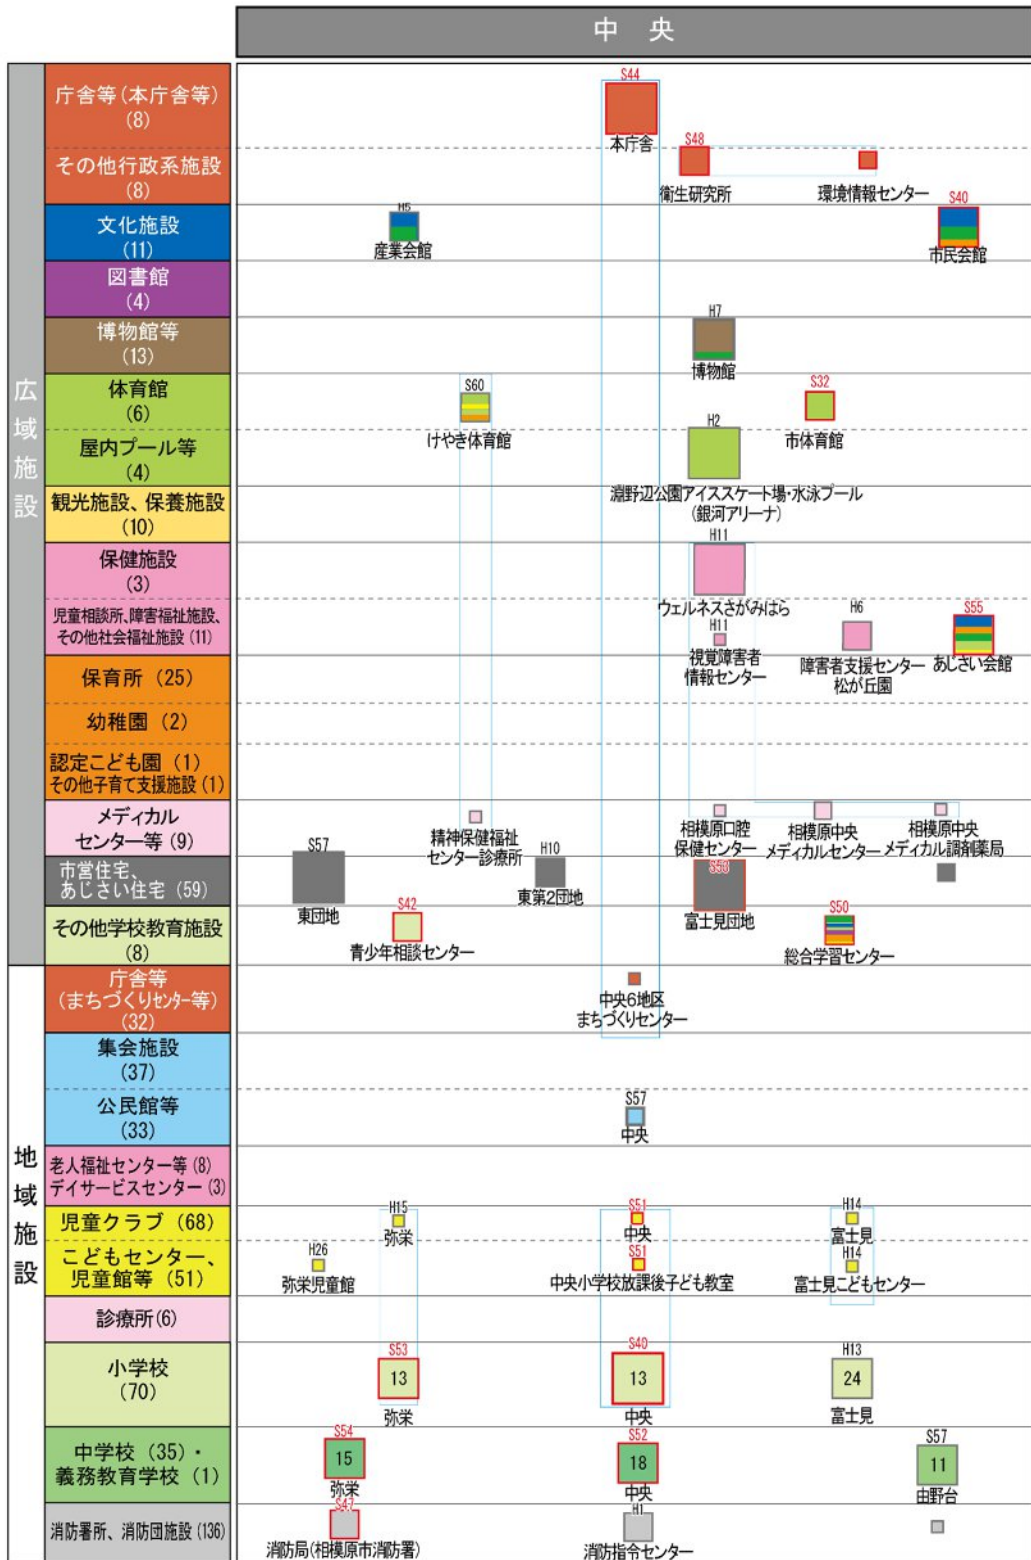 中 央
広域施設
庁舎等(本庁舎等)
(8)
S44
本庁舎
その他行政系施設
(8)
S48
衛生研究所
環境情報センター
文化施設
(11)
H5
産業会館
S40
市民会館
図書館
(4)
博物館等
(13)
H7
博物館
体育館
(6)
S60
けやき体育館
S32
市体育館
屋内プール等
(4)
H2
淵野辺公園アイススケート場・水泳プール
(銀河アリーナ)
観光施設、保養施設
(10)
保健施設
(3)
H11
ウェルネスさがみはら
児童相談所、障害福祉施設、
その他社会福祉施設(11)
H11
視覚障害者
情報センター
H6
障害者支援センター
松が丘園
S55
あじさい会館
保育所(25)
幼稚園(2)
認定こども園(1)
その他子育て支援施設(1)
メディカル
センター等(9)
精神保健福祉
センター診療所
相模原口腔
保健センター
相模原中央
メディカルセンター
相模原中央
メディカル調剤薬局
市営住宅、
あじさい住宅(59)
S57
東団地
H10
東第2団地
S53
富士見団地
その他学校教育施設
(8)
S42
青少年相談センター
S50
総合学習センター
地域施設
庁舎等
(まちづくりセンター等)
(32)
中央6地区
まちづくりセンター
集会施設
(37)
公民館等
(33)
S57
中央
老人福祉センター等(8)
デイサービスセンター(3)
児童クラブ(68)
H15
弥栄
S51
中央
H14
富士見
こどもセンター、
児童館等(51)
H26
弥栄児童館
S51
中央小学校放課後子ども教室
H14
富士見こどもセンター
診療所(6)
小学校
(70)
S53
13
弥栄
S40
13
中央
H13
24
富士見
中学校(35)・
義務教育学校(1)
S54
15
弥栄
S52
18
中央
S57
11
由野台
消防署所、消防団施設(136)
S47
消防局(相模原市消防署)
H1
消防指令センター